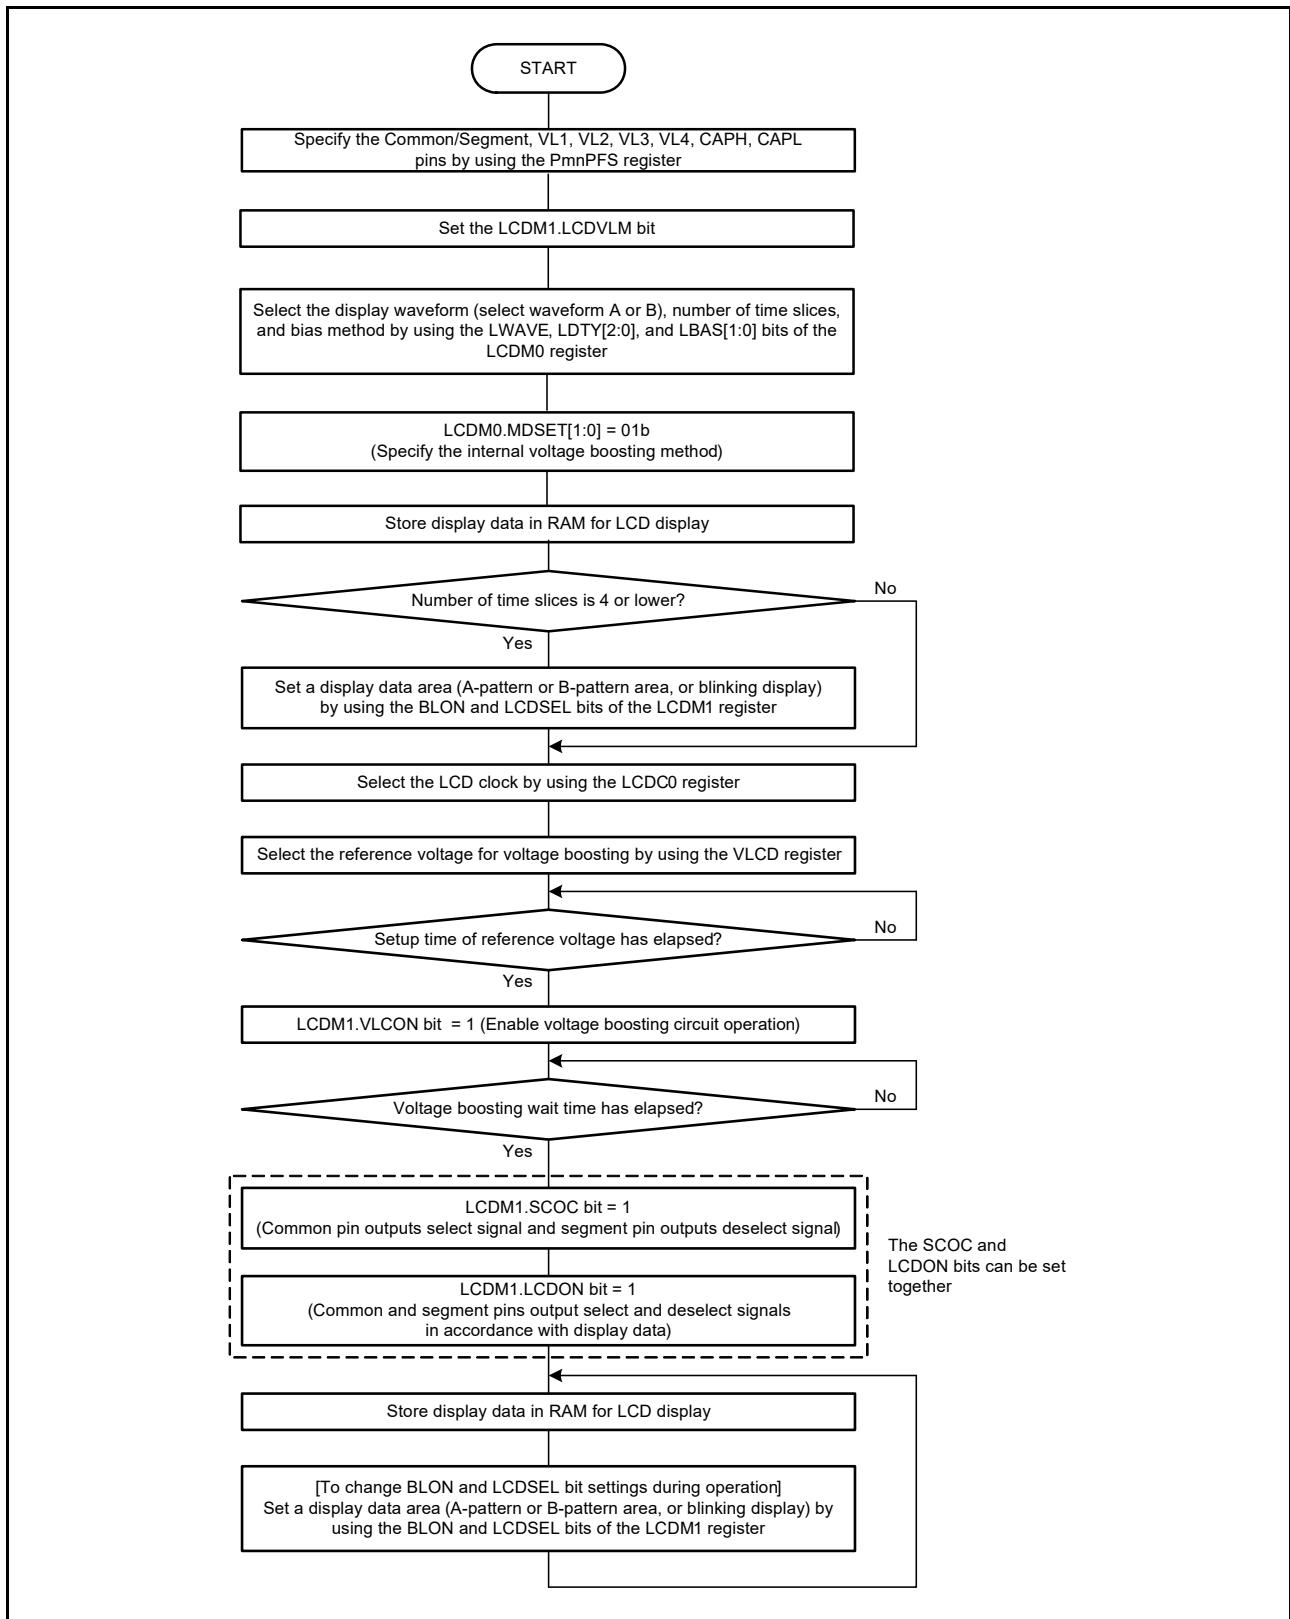 START
Specify the Common/Segment, VL1, VL2, VL3, VL4, CAPH, CAPL
pins by using the PmnPFS register
Set the LCDM1.LCDVLM bit
Select the display waveform (select waveform A or B), number of time slices,
and bias method by using the LWAVE, LDTY[2:0], and LBAS[1:0] bits of the
LCDM0 register
LCDM0.MDSET[1:0] = 01b
(Specify the internal voltage boosting method)
Store display data in RAM for LCD display
Number of time slices is 4 or lower?
No
Yes
Set a display data area (A-pattern or B-pattern area, or blinking display)
by using the BLON and LCDSEL bits of the LCDM1 register
Select the LCD clock by using the LCDC0 register
Select the reference voltage for voltage boosting by using the VLCD register
Setup time of reference voltage has elapsed?
No
Yes
LCDM1.VLCON bit = 1 (Enable voltage boosting circuit operation)
Voltage boosting wait time has elapsed?
No
Yes
LCDM1.SCOC bit = 1
(Common pin outputs select signal and segment pin outputs deselect signal)
The SCOC and
LCDON bits can be set
together
LCDM1.LCDON bit = 1
(Common and segment pins output select and deselect signals
in accordance with display data)
Store display data in RAM for LCD display
[To change BLON and LCDSEL bit settings during operation]
Set a display data area (A-pattern or B-pattern area, or blinking display) by
using the BLON and LCDSEL bits of the LCDM1 register